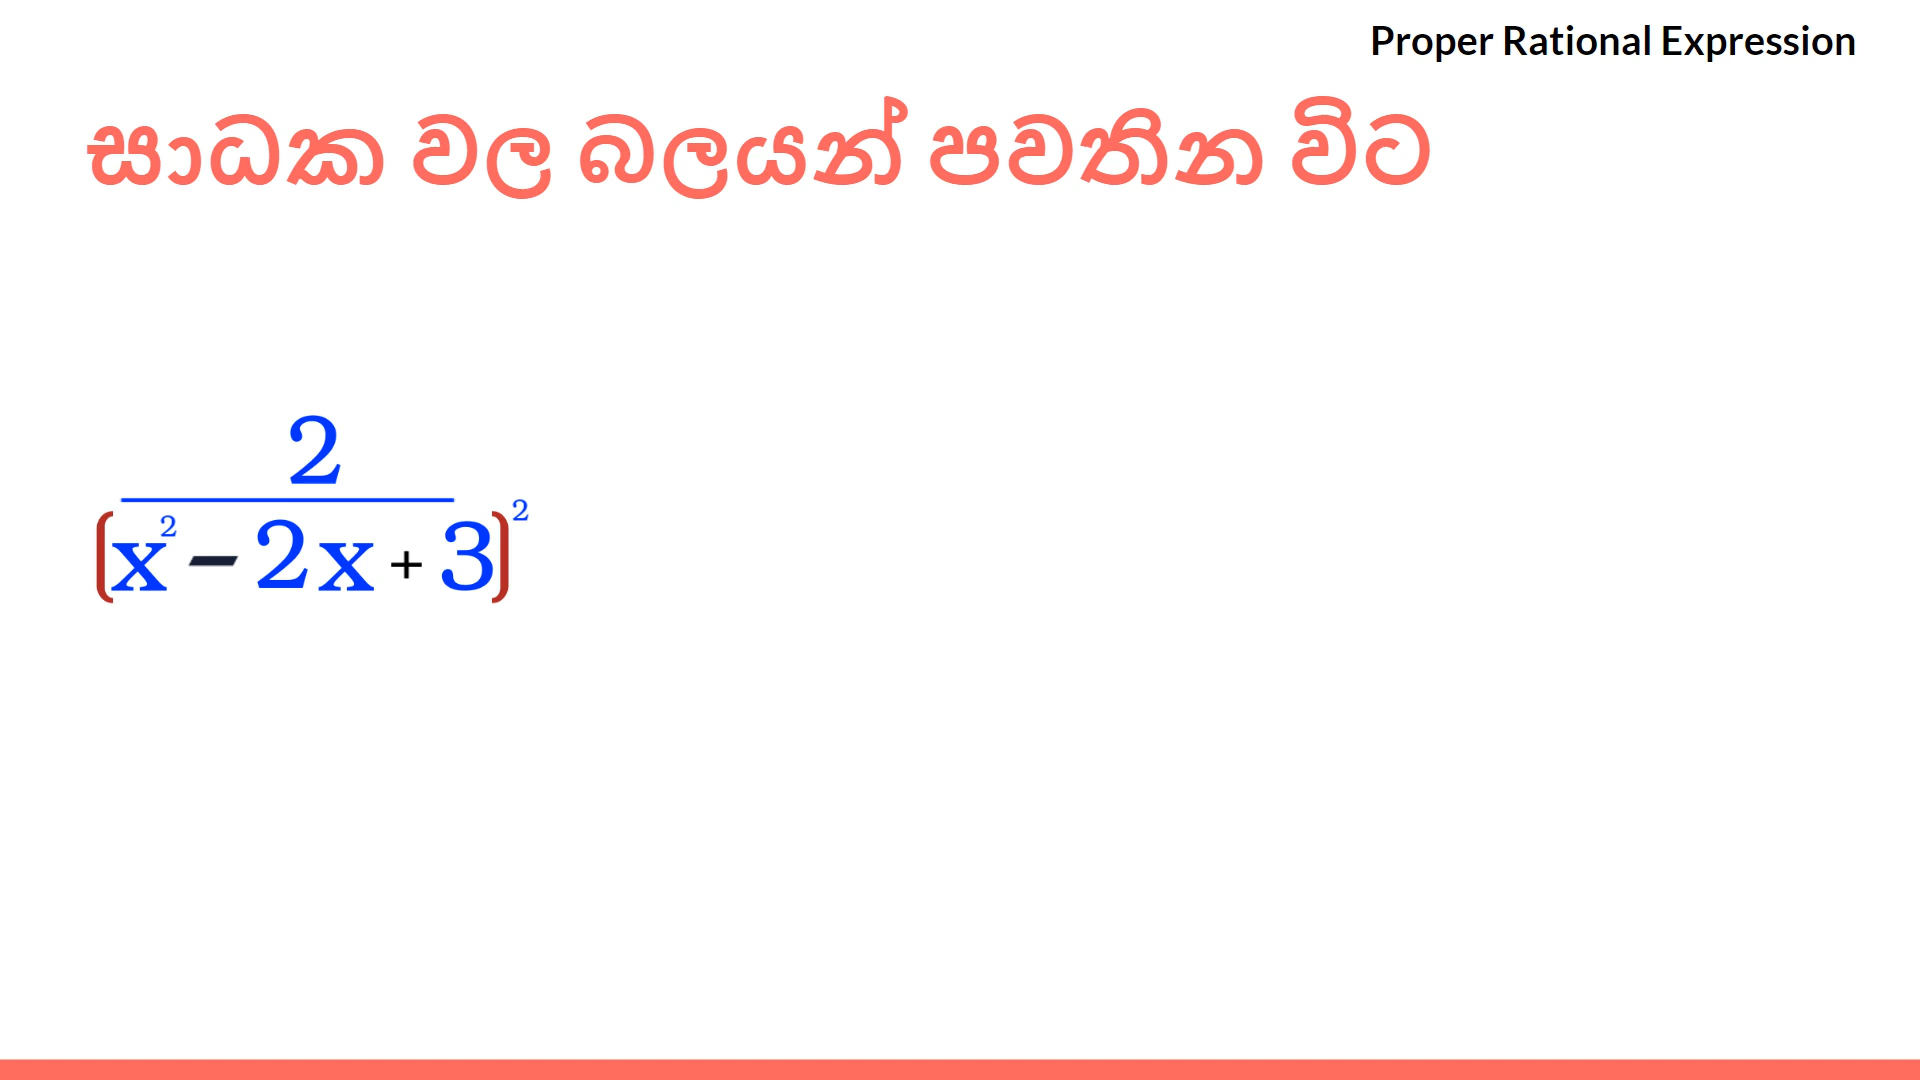 Proper Rational Expression
සාධක වල බලයන් පවතින විට
2
(x² − 2x + 3)²